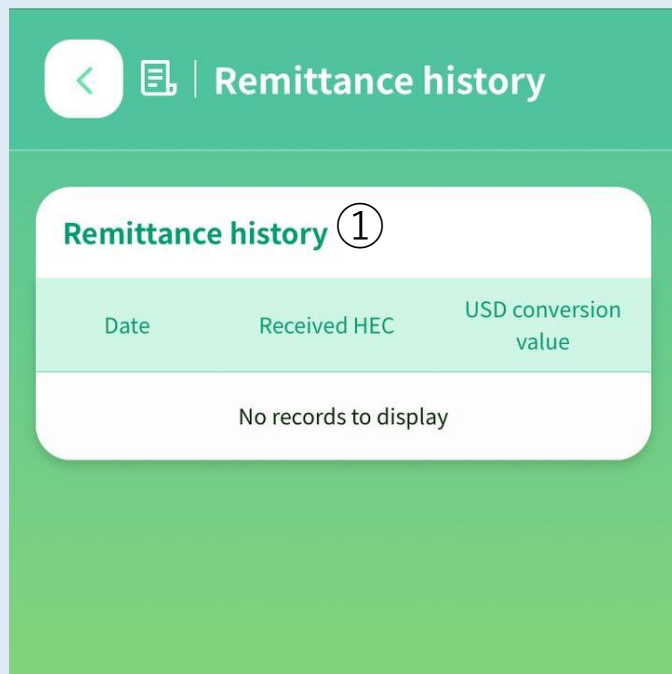 Remittance history
Remittance history ①
Date Received HEC USD conversion
value
No records to display